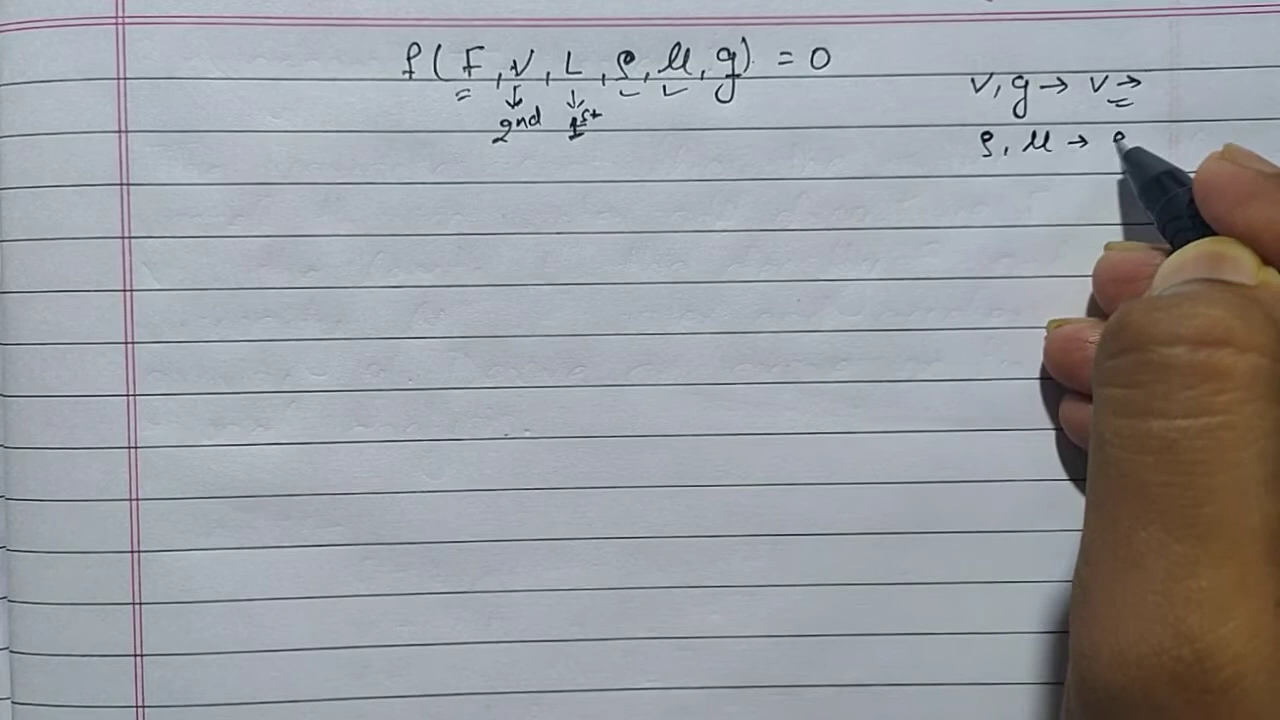 f(F,V,L,ρ,μ,g) = 0
2nd 1st
V,g → V →
ρ,μ → ρ